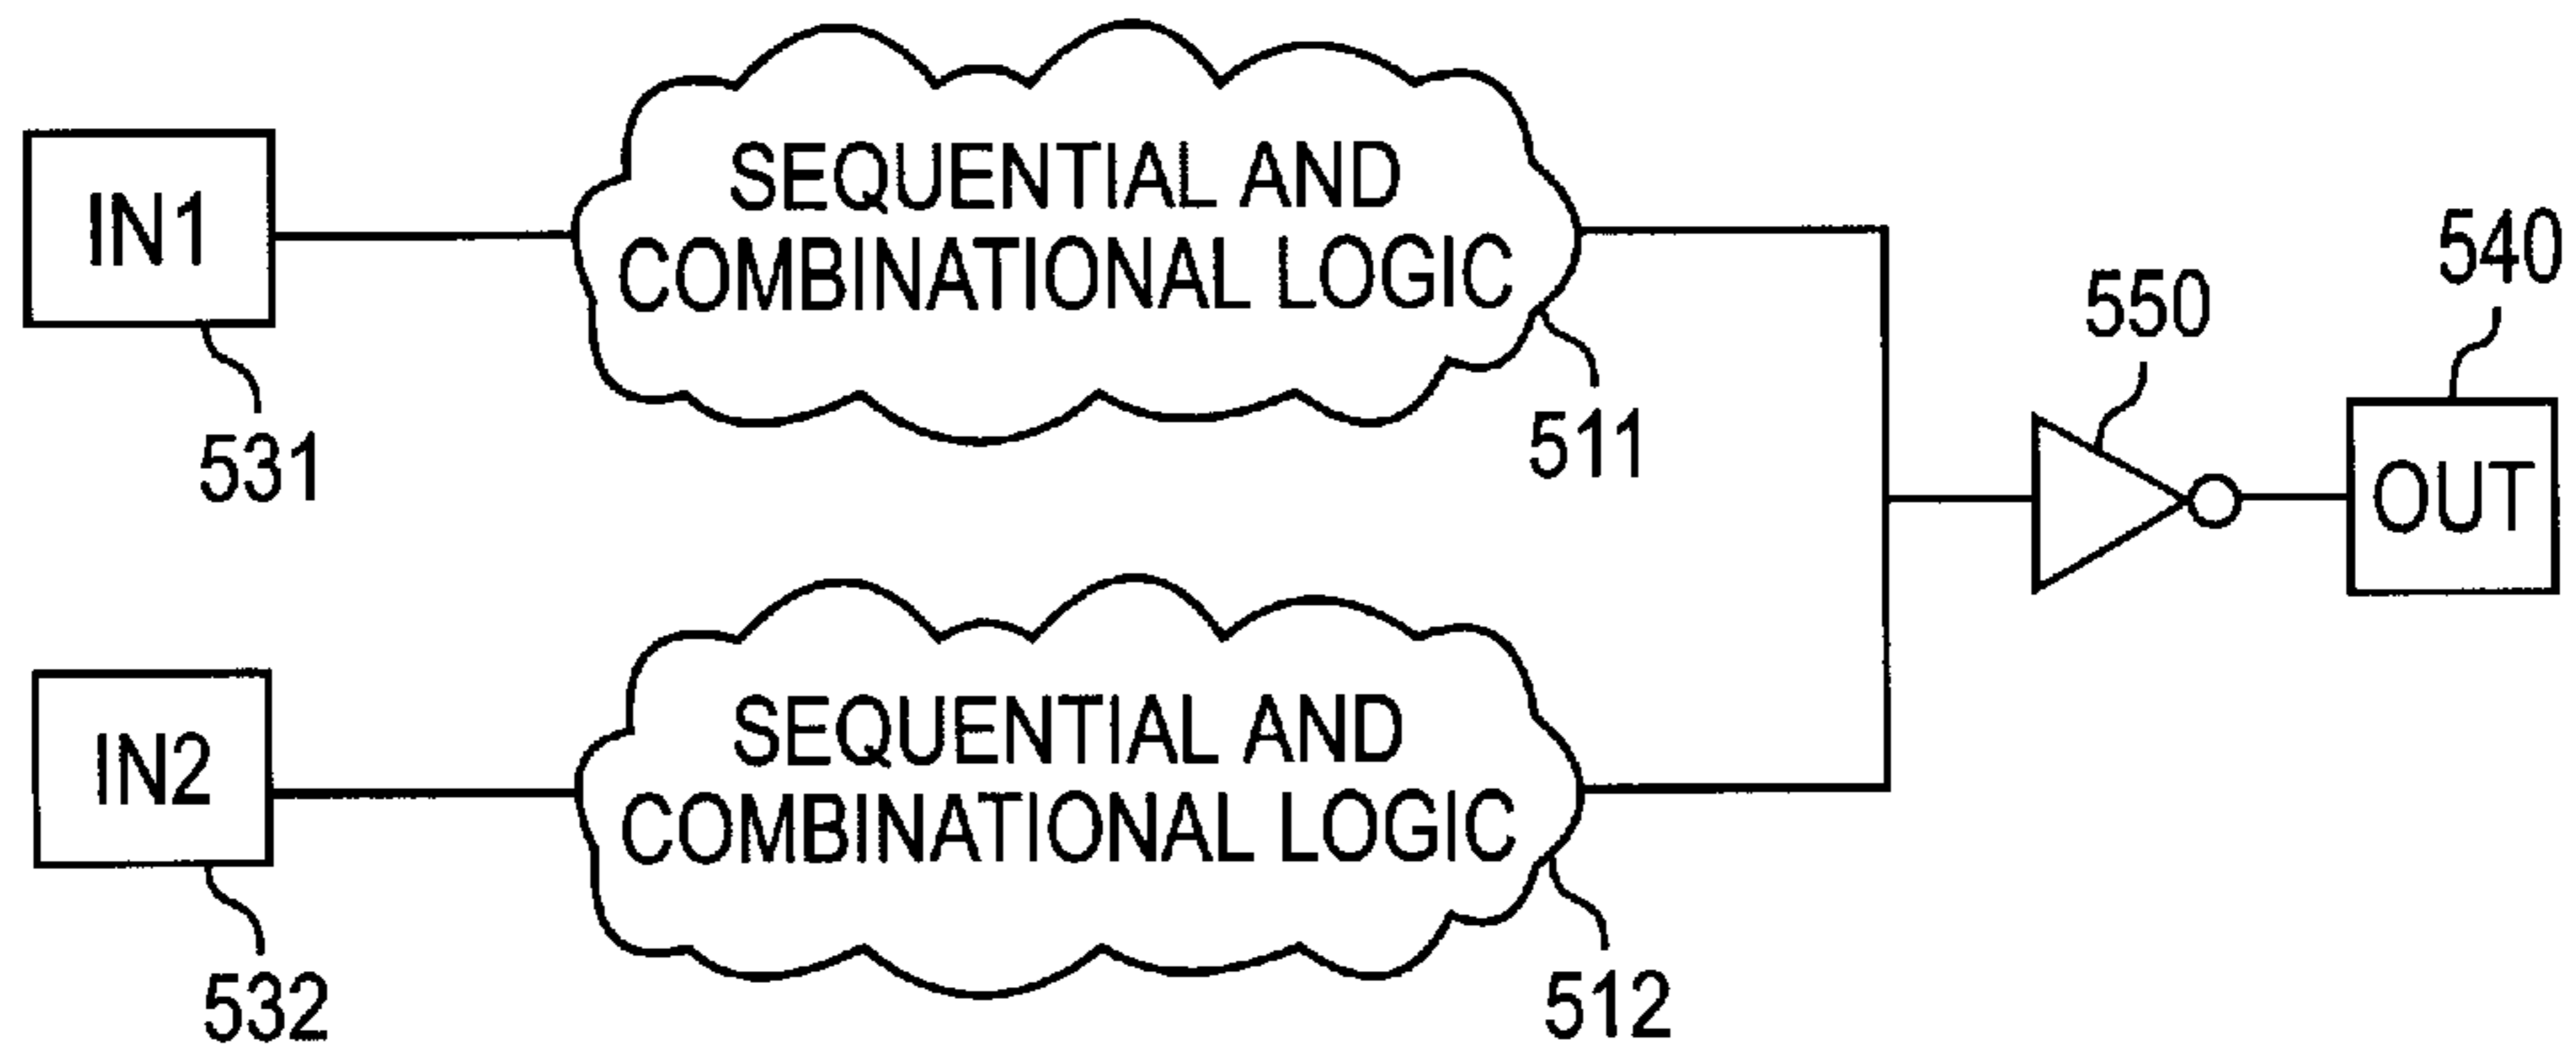 IN1
531
SEQUENTIAL AND
COMBINATIONAL LOGIC
511
550
540
OUT
IN2
532
SEQUENTIAL AND
COMBINATIONAL LOGIC
512